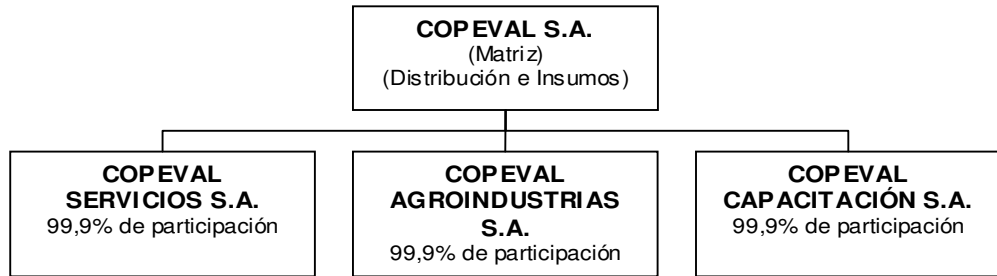 COPEVAL S.A.
(Matriz)
(Distribución e Insumos)
COPEVAL
SERVICIOS S.A.
99,9% de participación
COPEVAL
AGROINDUSTRIAS
S.A.
99,9% de participación
COPEVAL
CAPACITACIÓN S.A.
99,9% de participación